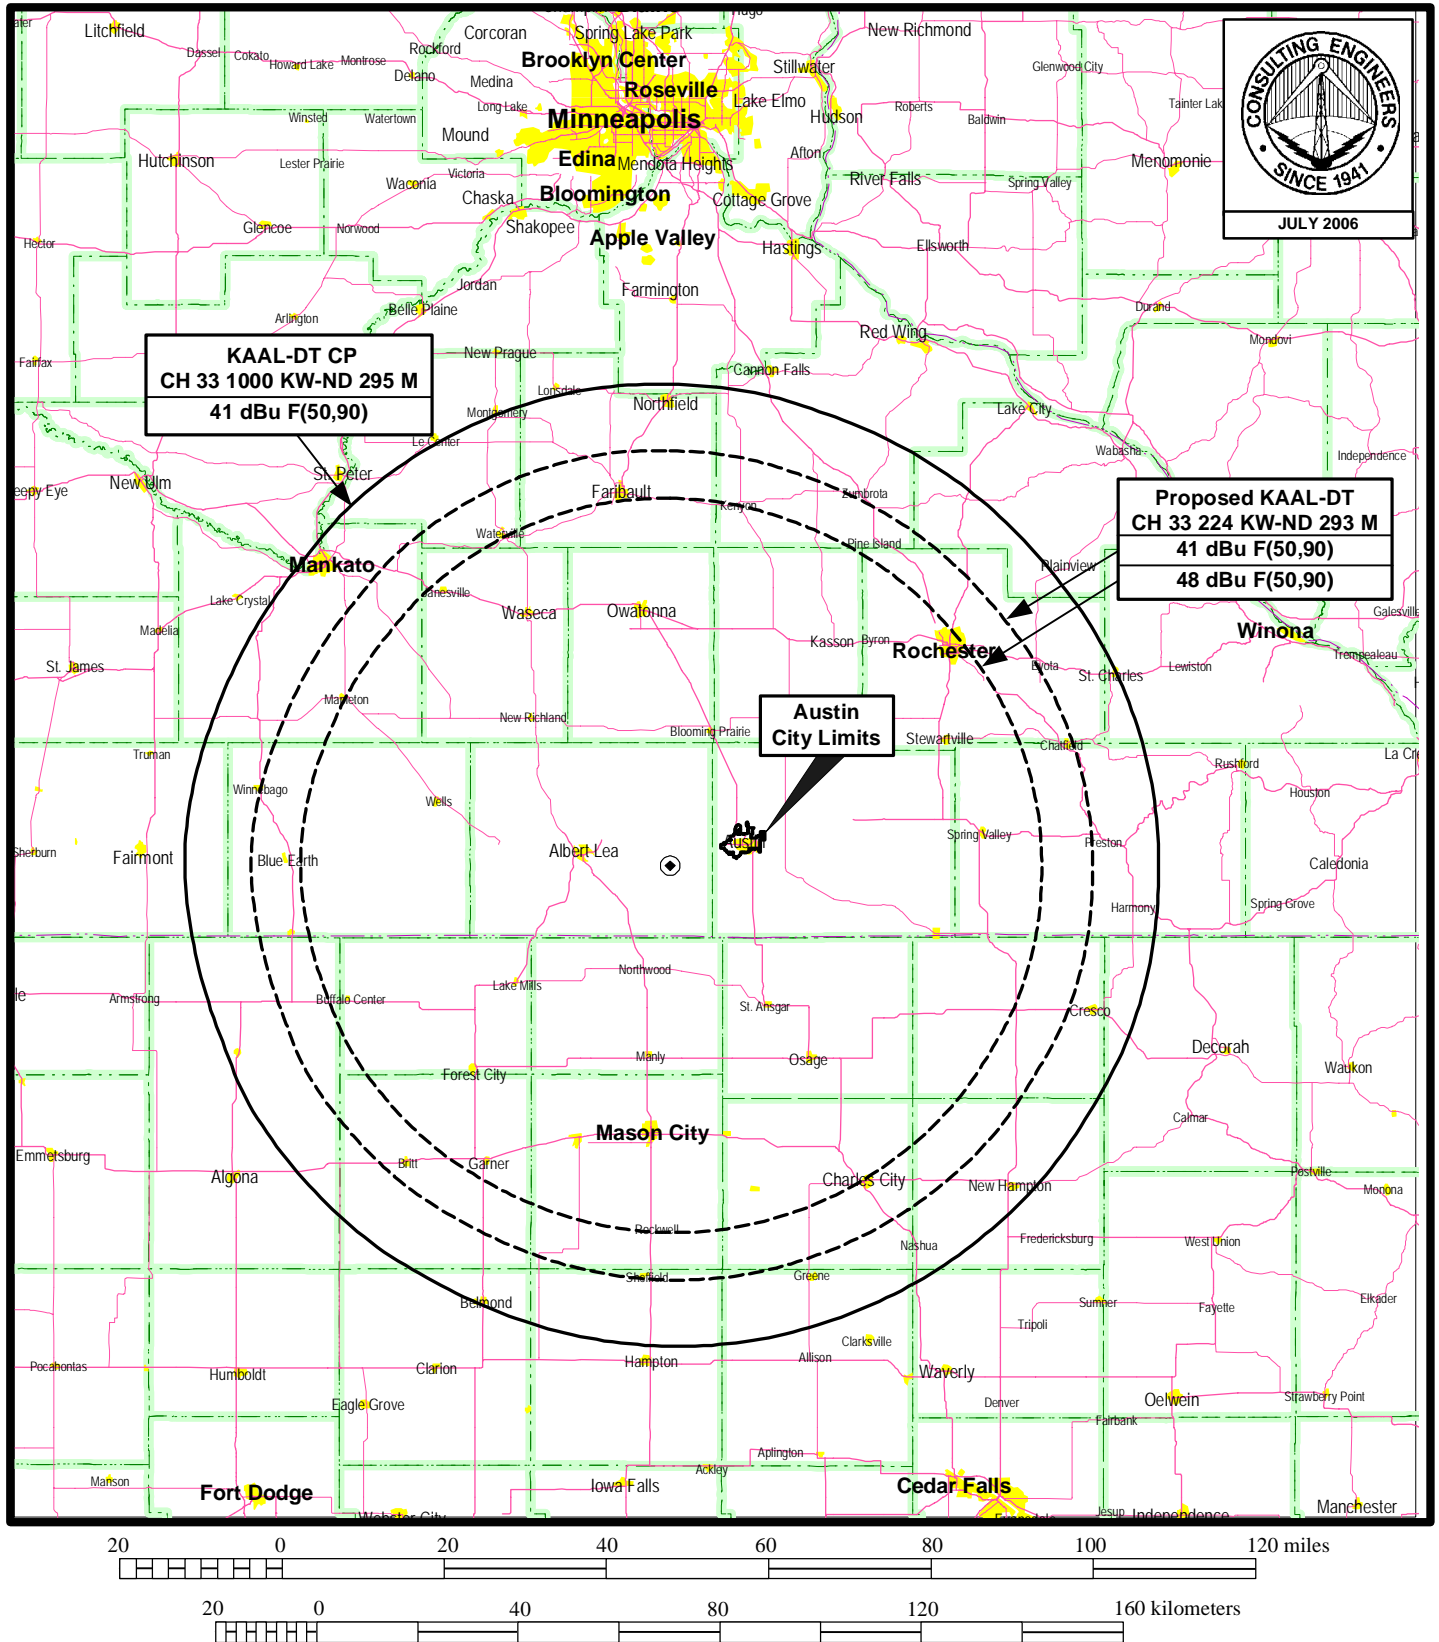 Litchfield
Corcoran
Spring Lake Park
New Richmond
Rockford
Dassel
Cokato
Howard Lake
Montrose
Delano
Brooklyn Center
Stillwater
Glenwood City
Medina
Roseville
Lake Elmo
Long Lake
Hudson
Roberts
Baldwin
Tainter Lak
Winsted
Watertown
Minneapolis
Mound
Hutchinson
Lester Prairie
Victoria
Edina
Mendota Heights
Afton
River Falls
Spring Valley
Menomonie
Waconia
Chaska
Bloomington
Cottage Grove
Glencoe
Norwood
Shakopee
Apple Valley
Hastings
Ellsworth
Hector
CONSULTING ENGINEERS
• SINCE 1941 •
JULY 2006
Jordan
Farmington
Belle Plaine
Arlington
Durand
Red Wing
Mondovi
Fairfax
New Prague
Cannon Falls
KAAL-DT CP
CH 33 1000 KW-ND 295 M
41 dBu F(50,90)
Lonsdale
Montgomery
Northfield
Lake City
Le Center
Wabasha
Independence
eepy Eye
New Ulm
St. Peter
Faribault
Kenyon
Zumbrota
Proposed KAAL-DT
CH 33 224 KW-ND 293 M
41 dBu F(50,90)
48 dBu F(50,90)
Waterville
Pine Island
Mankato
Plainview
Lake Crystal
Janesville
Waseca
Owatonna
Galesville
Madelia
Kasson
Byron
Rochester
Winona
Trempealeau
St. James
Eyota
St. Charles
Lewiston
Mapleton
New Richland
Blooming Prairie
Austin
City Limits
Stewartville
Chatfield
Truman
Rushford
La Cr
Winnebago
Wells
Houston
Sherburn
Fairmont
Blue Earth
Albert Lea
Austin
Spring Valley
Preston
Caledonia
Harmony
Spring Grove
le
Armstrong
Buffalo Center
Lake Mills
Northwood
St. Ansgar
Cresco
Forest City
Manly
Osage
Decorah
Waukon
Calmar
Emmetsburg
Algona
Britt
Garner
Mason City
Charles City
New Hampton
Postville
Monona
Rockwell
Nashua
Fredericksburg
West Union
Sheffield
Greene
Belmond
Sumner
Fayette
Elkader
Tripoli
Clarksville
Pocahontas
Humboldt
Clarion
Hampton
Allison
Waverly
Eagle Grove
Denver
Oelwein
Strawberry Point
Fairbank
Manson
Fort Dodge
Iowa Falls
Ackley
Aplington
Cedar Falls
Webster City
Jesup
Independence
Manchester
20 0 20 40 60 80 100 120 miles
20 0 40 80 120 160 kilometers